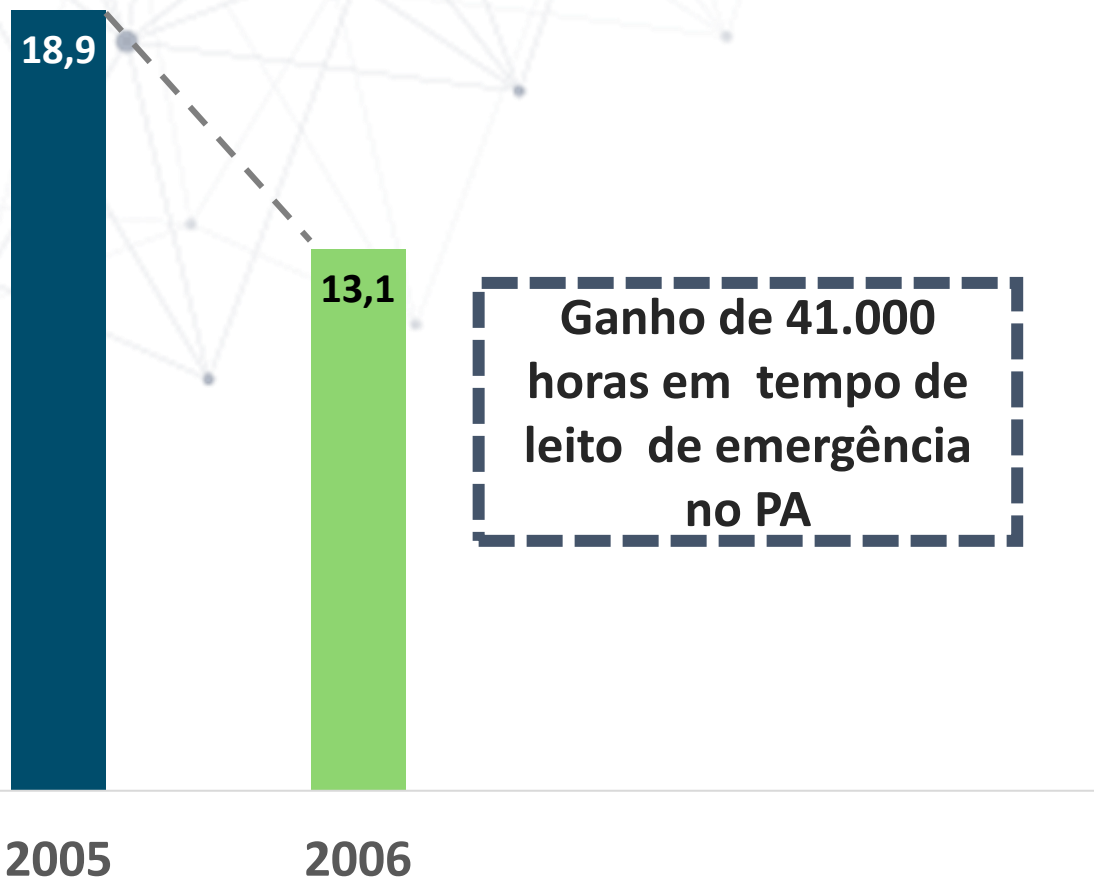 18,9
13,1
Ganho de 41.000
horas em tempo de
leito de emergência
no PA
2005
2006